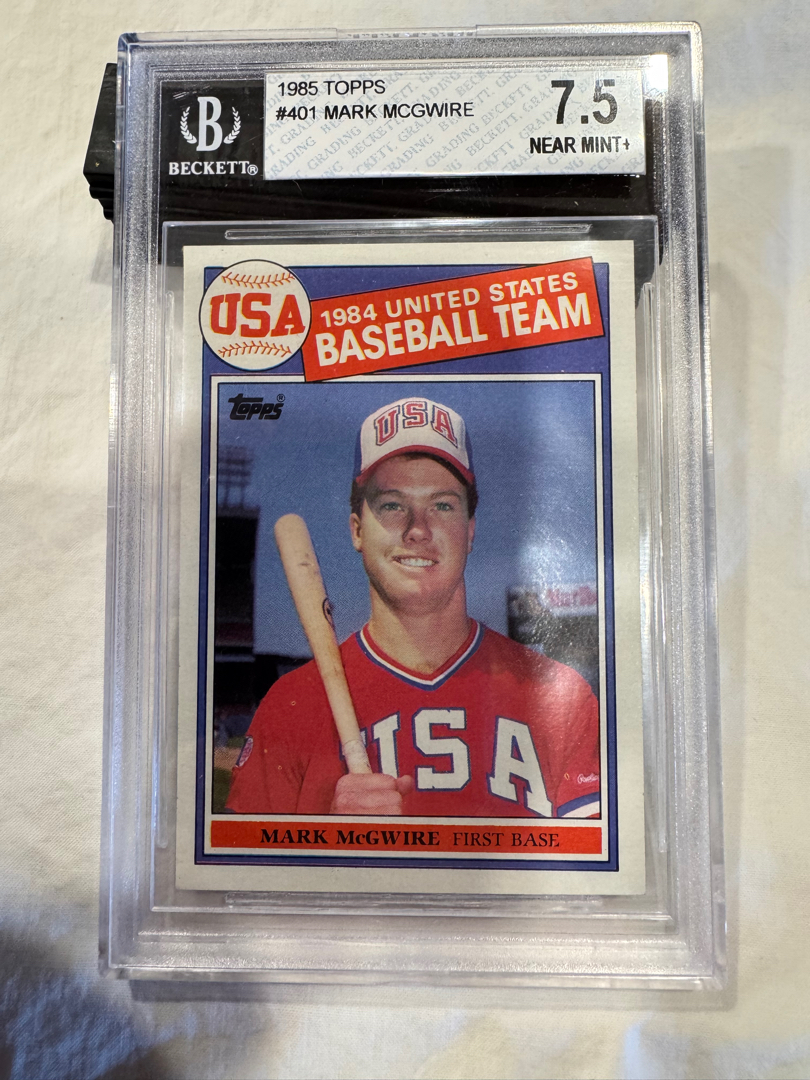 1985 TOPPS
#401 MARK MCGWIRE
7.5
NEAR MINT+
B
BECKETT®
USA
1984 UNITED STATES
BASEBALL TEAM
topps®
USA
USA
MARK McGWIRE FIRST BASE